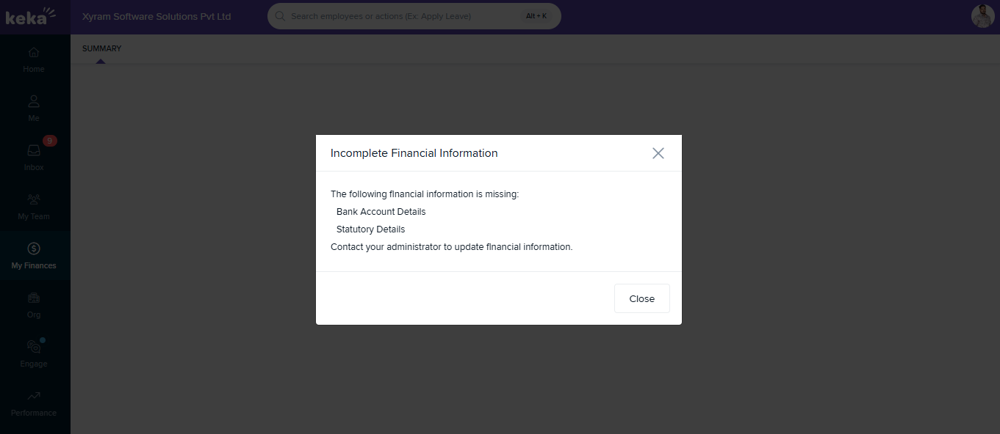 keka
Xyram Software Solutions Pvt Ltd
Search employees or actions (Ex: Apply Leave)
Alt + K
SUMMARY
Home
Me
9
Inbox
My Team
My Finances
Org
Engage
Performance
Incomplete Financial Information
The following financial information is missing:
Bank Account Details
Statutory Details
Contact your administrator to update financial information.
Close